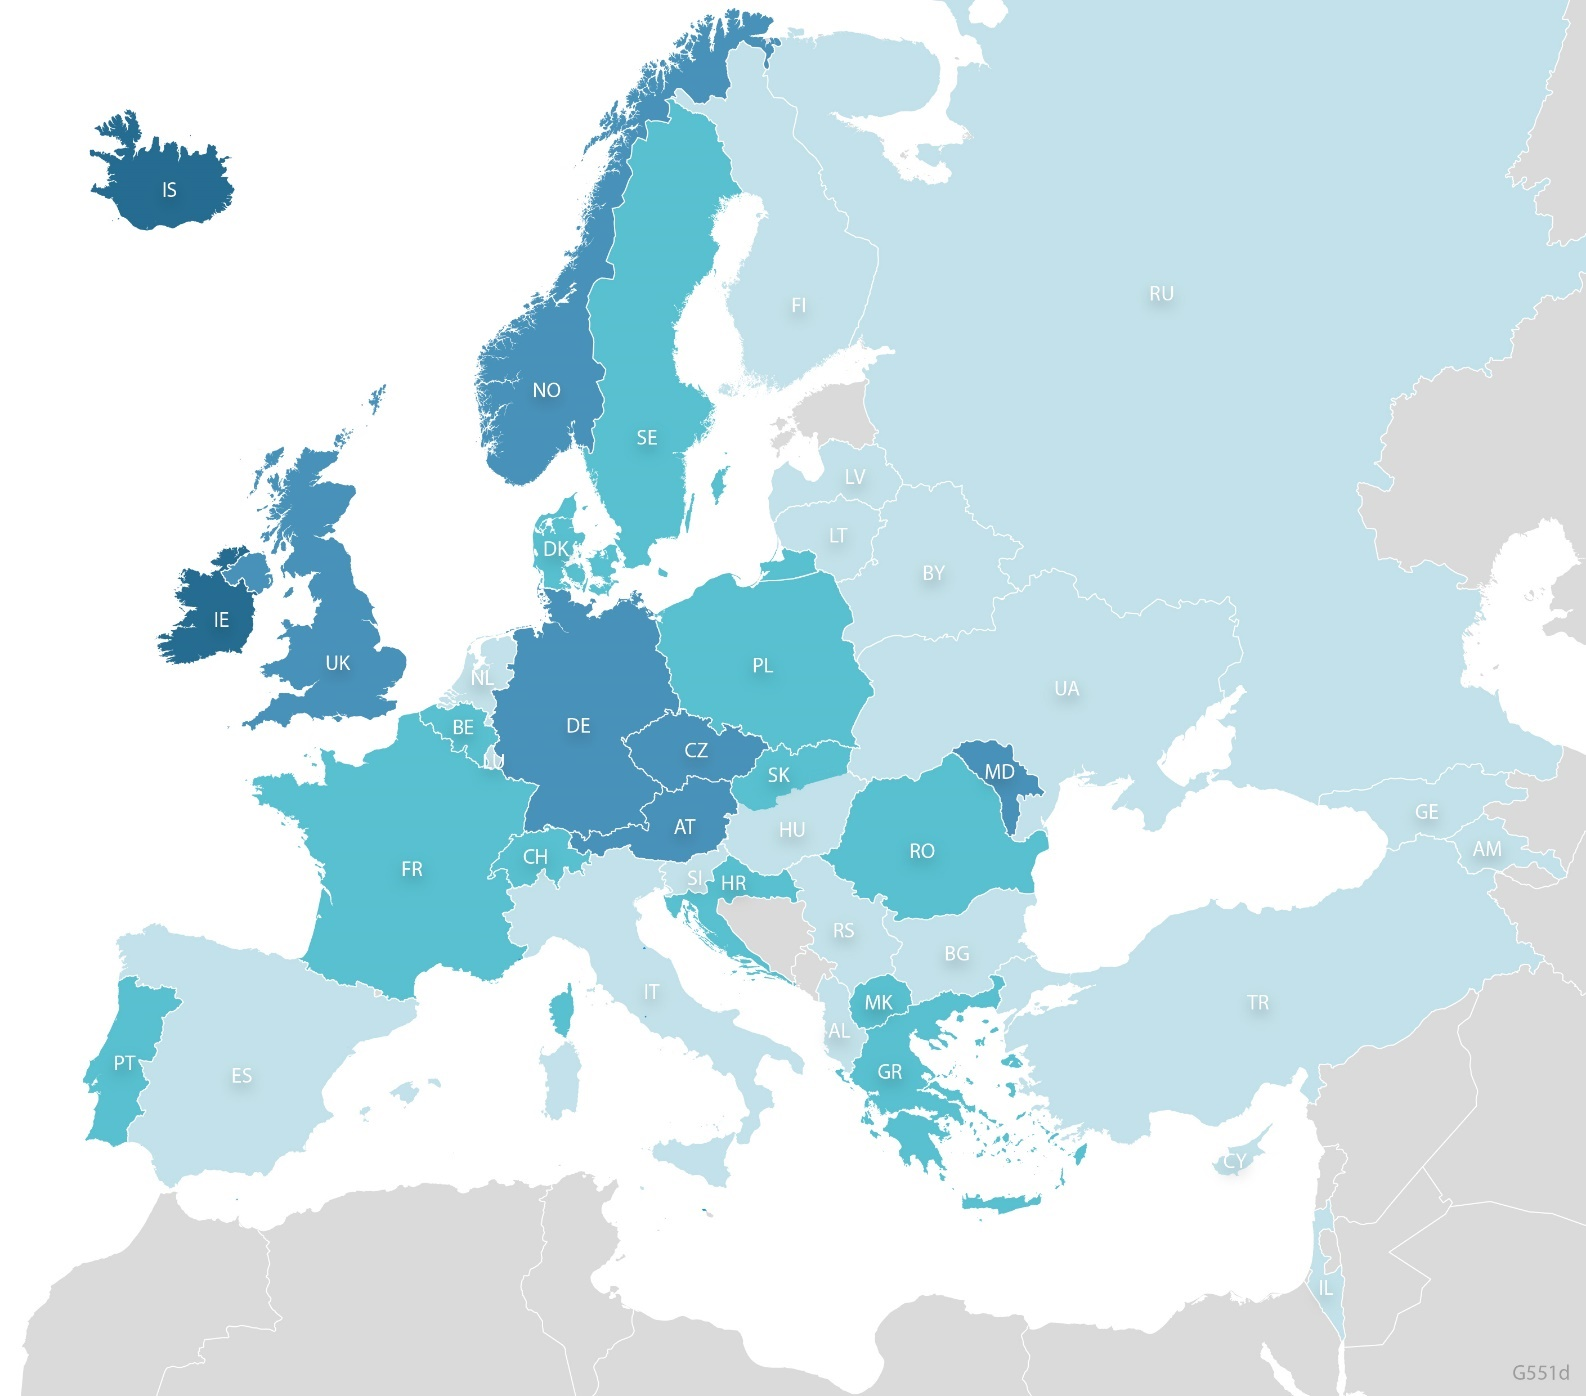 IS
FI
RU
NO
SE
LV
LT
DK
BY
IE
UK
NL
PL
UA
DE
BE
CZ
LU
SK
MD
AT
HU
GE
RO
AM
CH
FR
SI
HR
RS
BG
IT
MK
TR
AL
PT
ES
GR
CY
IL
G551d